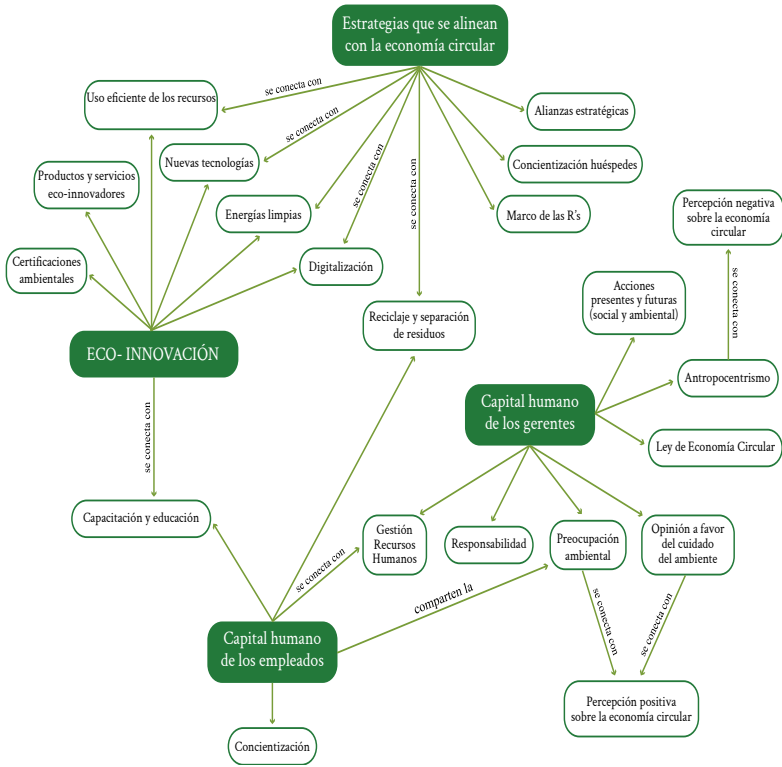 Estrategias que se alinean
con la economía circular
se conecta con
Uso eficiente de los recursos
se conecta con
Alianzas estratégicas
Nuevas tecnologías
se conecta con
se conecta con
Concientización huéspedes
Productos y servicios
eco-innovadores
Energías limpias
Marco de las R's
Percepción negativa
sobre la economía
circular
Certificaciones
ambientales
Digitalización
se conecta con
Acciones
presentes y futuras
(social y ambiental)
Reciclaje y separación
de residuos
ECO- INNOVACIÓN
Antropocentrismo
Capital humano
de los gerentes
se conecta con
Ley de Economía Circular
Capacitación y educación
Gestión
Recursos
Humanos
Responsabilidad
Preocupación
ambiental
Opinión a favor
del cuidado
del ambiente
se conecta con
comparten la
se conecta con
se conecta con
Capital humano
de los empleados
Percepción positiva
sobre la economía circular
Concientización